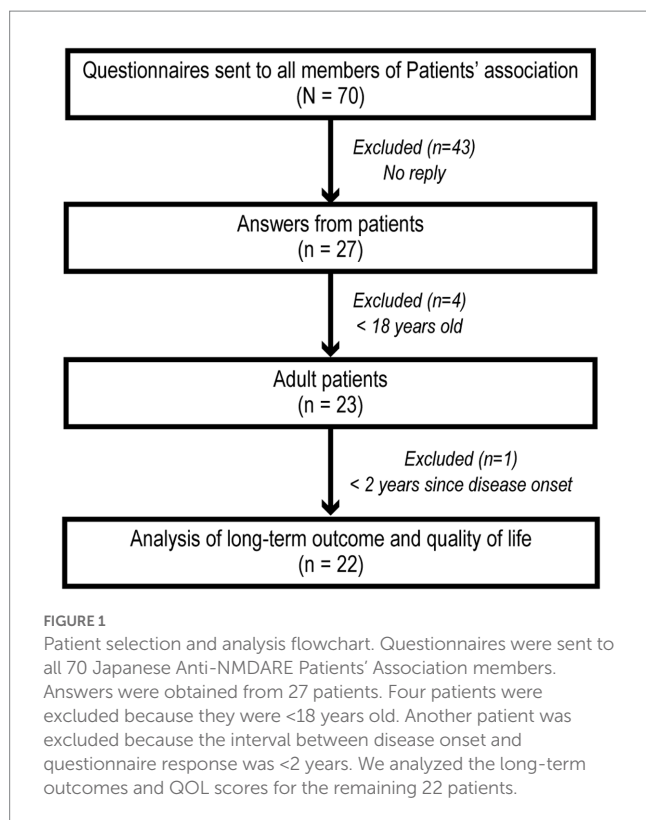 Questionnaires sent to all members of Patients' association
(N = 70)
Excluded (n=43)
No reply
Answers from patients
(n = 27)
Excluded (n=4)
< 18 years old
Adult patients
(n = 23)
Excluded (n=1)
< 2 years since disease onset
Analysis of long-term outcome and quality of life
(n = 22)
FIGURE 1
Patient selection and analysis flowchart. Questionnaires were sent to
all 70 Japanese Anti-NMDARE Patients' Association members.
Answers were obtained from 27 patients. Four patients were
excluded because they were <18 years old. Another patient was
excluded because the interval between disease onset and
questionnaire response was <2 years. We analyzed the long-term
outcomes and QOL scores for the remaining 22 patients.